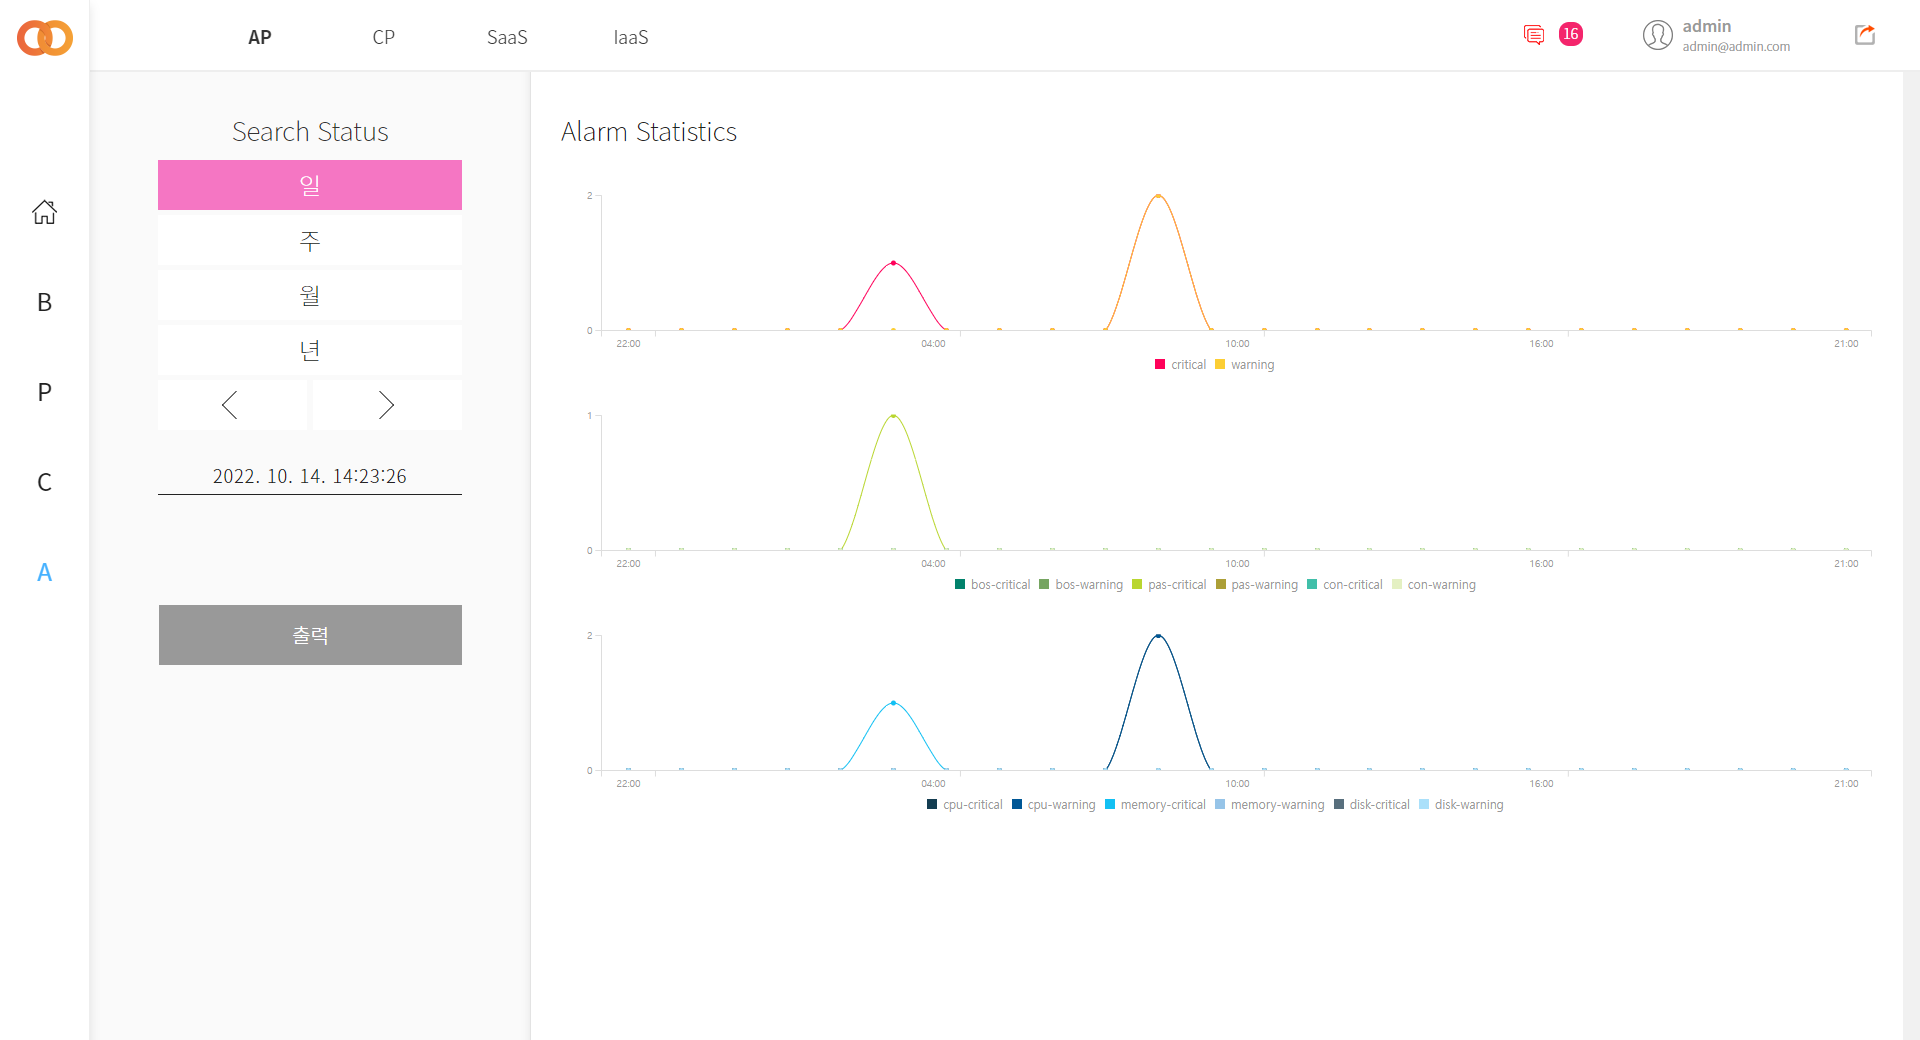 AP CP SaaS IaaS 16 admin
admin@admin.com
Search Status
일
주
월
년
2022. 10. 14. 14:23:26
출력
B
P
C
A
Alarm Statistics
2
0
22:00 04:00 10:00 16:00 21:00
critical warning
1
0
22:00 04:00 10:00 16:00 21:00
bos-critical bos-warning pas-critical pas-warning con-critical con-warning
2
0
22:00 04:00 10:00 16:00 21:00
cpu-critical cpu-warning memory-critical memory-warning disk-critical disk-warning